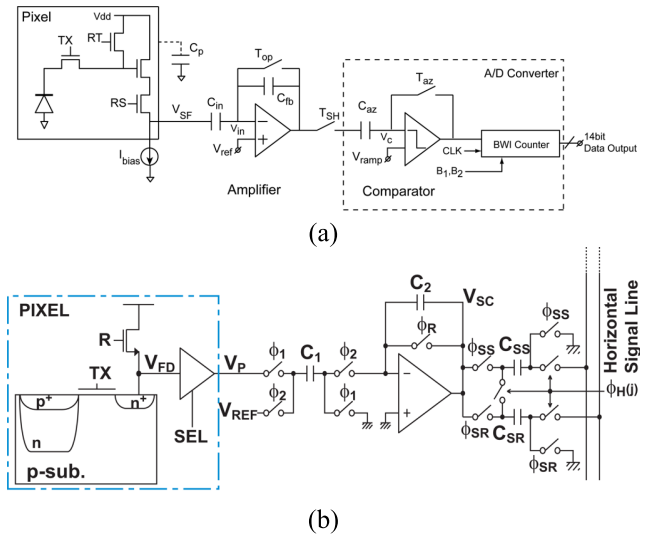 Pixel
Vdd
RT
TX
RS
Cp
VSF
Ibias
Cin
Vin
Vref
Top
Cfb
Amplifier
TSH
Caz
Vc
Vramp
Taz
Comparator
A/D Converter
CLK
B1,B2
BWI Counter
14bit
Data Output
(a)
PIXEL
R
TX
VFD
p+
n+
n
p-sub.
SEL
VP
VREF
ϕ1
ϕ2
C1
ϕ2
ϕ1
C2
ϕR
VSC
−
+
ϕSS
CSS
ϕSS
ϕSR
CSR
ϕSR
ϕH(j)
Horizontal
Signal Line
(b)